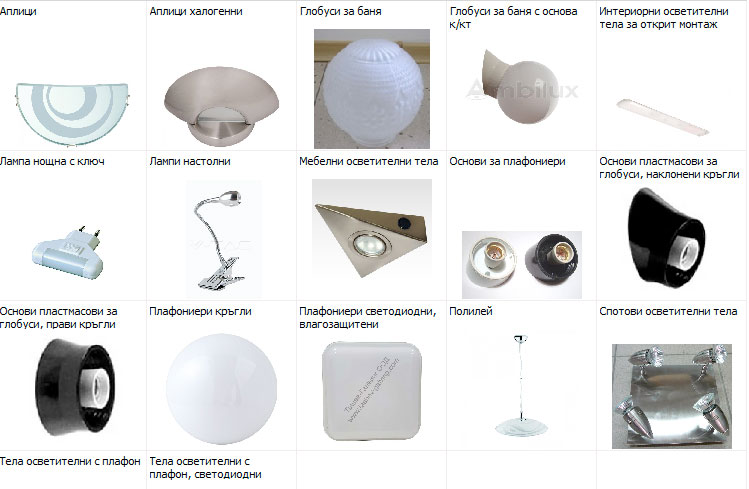 Аплици
Аплици халогенни
Глобуси за баня
Глобуси за баня с основа
к/кт
Интериорни осветителни
тела за открит монтаж
Ambilux
Лампа нощна с ключ
Лампи настолни
Мебелни осветителни тела
Основи за плафониери
Основи пластмасови за
глобуси, наклонени кръгли
Основи пластмасови за
глобуси, прави кръгли
Плафониери кръгли
Плафониери светодиодни,
влагозащитени
Полилей
Спотови осветителни тела
Тела осветителни с плафон
Тела осветителни с
плафон, светодиодни